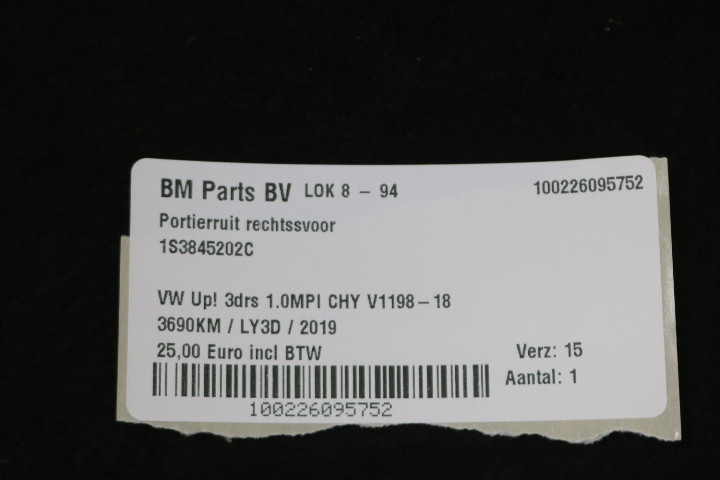 BM Parts BV LOK 8 - 94 100226095752
Portierruit rechtssvoor
1S3845202C
VW Up! 3drs 1.0MPI CHY V1198-18
3690KM / LY3D / 2019
25,00 Euro incl BTW Verz: 15
Aantal: 1
100226095752